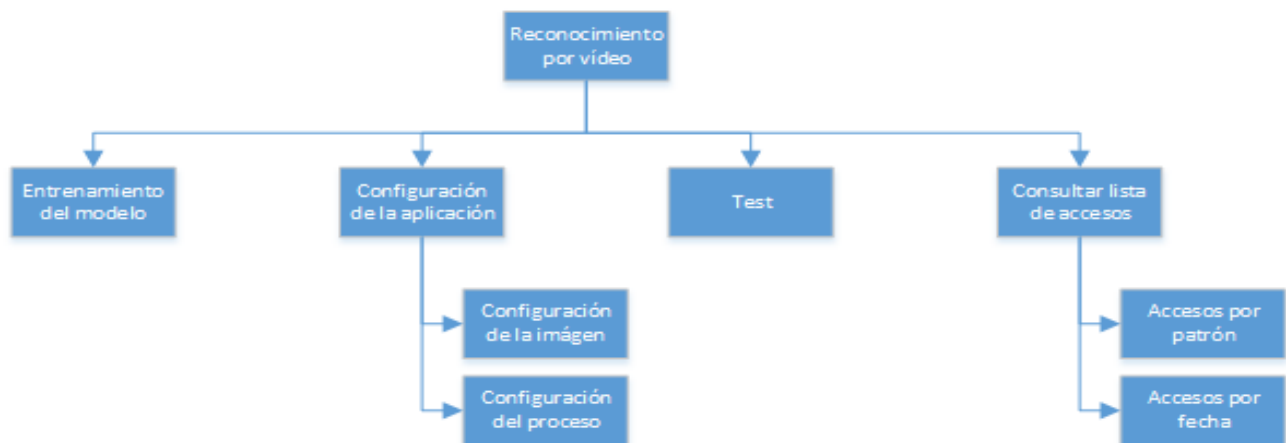 Reconocimiento
por vídeo
Entrenamiento
del modelo
Configuración
de la aplicación
Test
Consultar lista
de accesos
Configuración
de la imágen
Configuración
del proceso
Accesos por
patrón
Accesos por
fecha